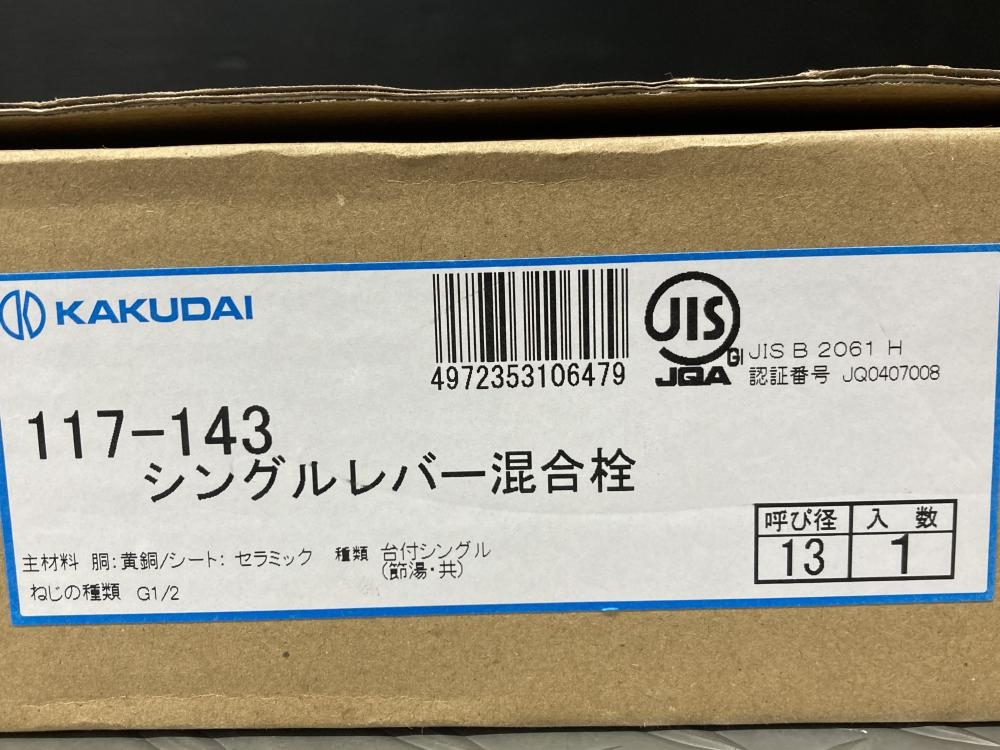 KAKUDAI
4972353106479
JIS
GI
JQA
JIS B 2061 H
認証番号 JQ0407008
117-143
シングルレバー混合栓
呼び径 入数
13 1
主材料 胴:黄銅/シート:セラミック 種類 台付シングル
(節湯・共)
ねじの種類 G1/2